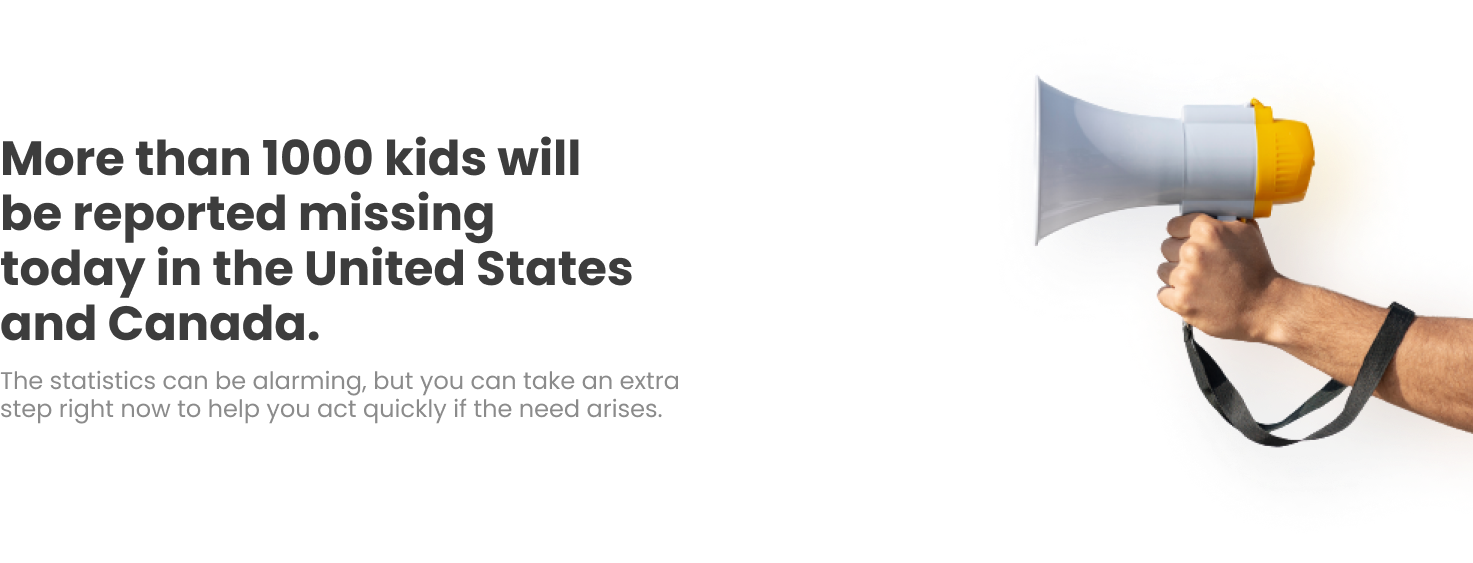 More than 1000 kids will
be reported missing
today in the United States
and Canada.
The statistics can be alarming, but you can take an extra
step right now to help you act quickly if the need arises.